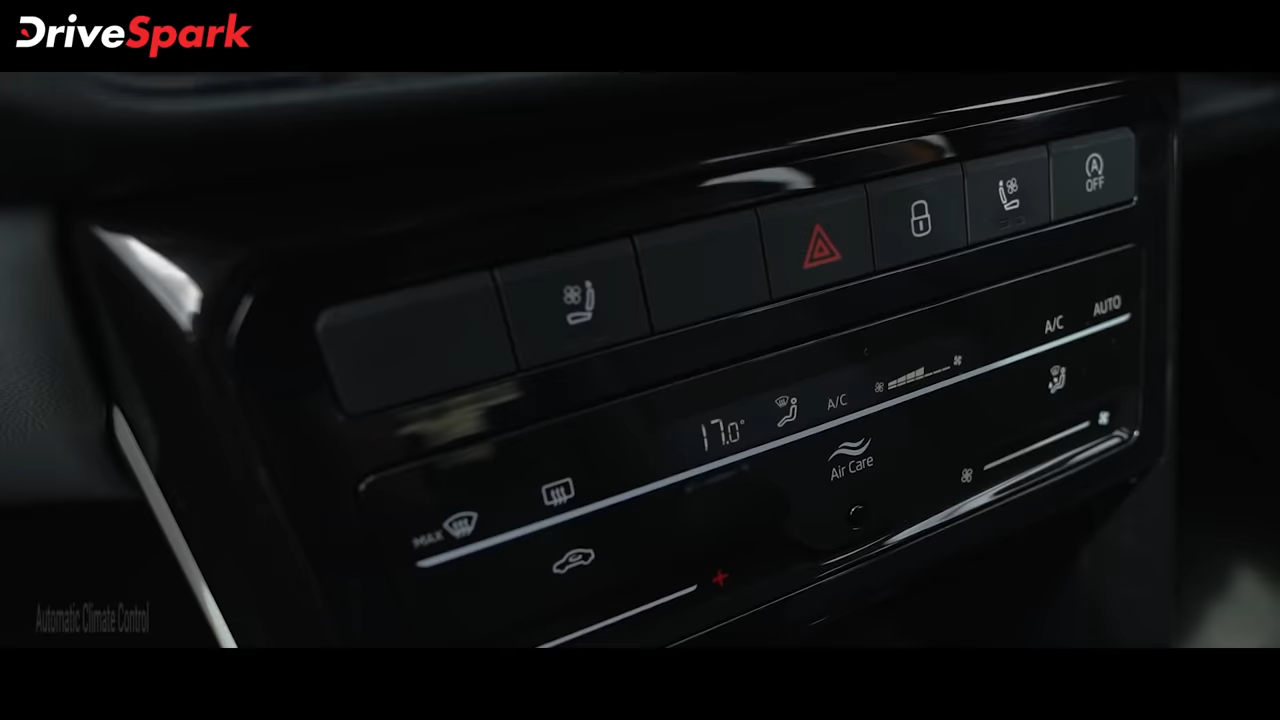 DriveSpark
A
OFF
A/C AUTO
17.0° A/C
Air Care
MAX
Automatic Climate Control